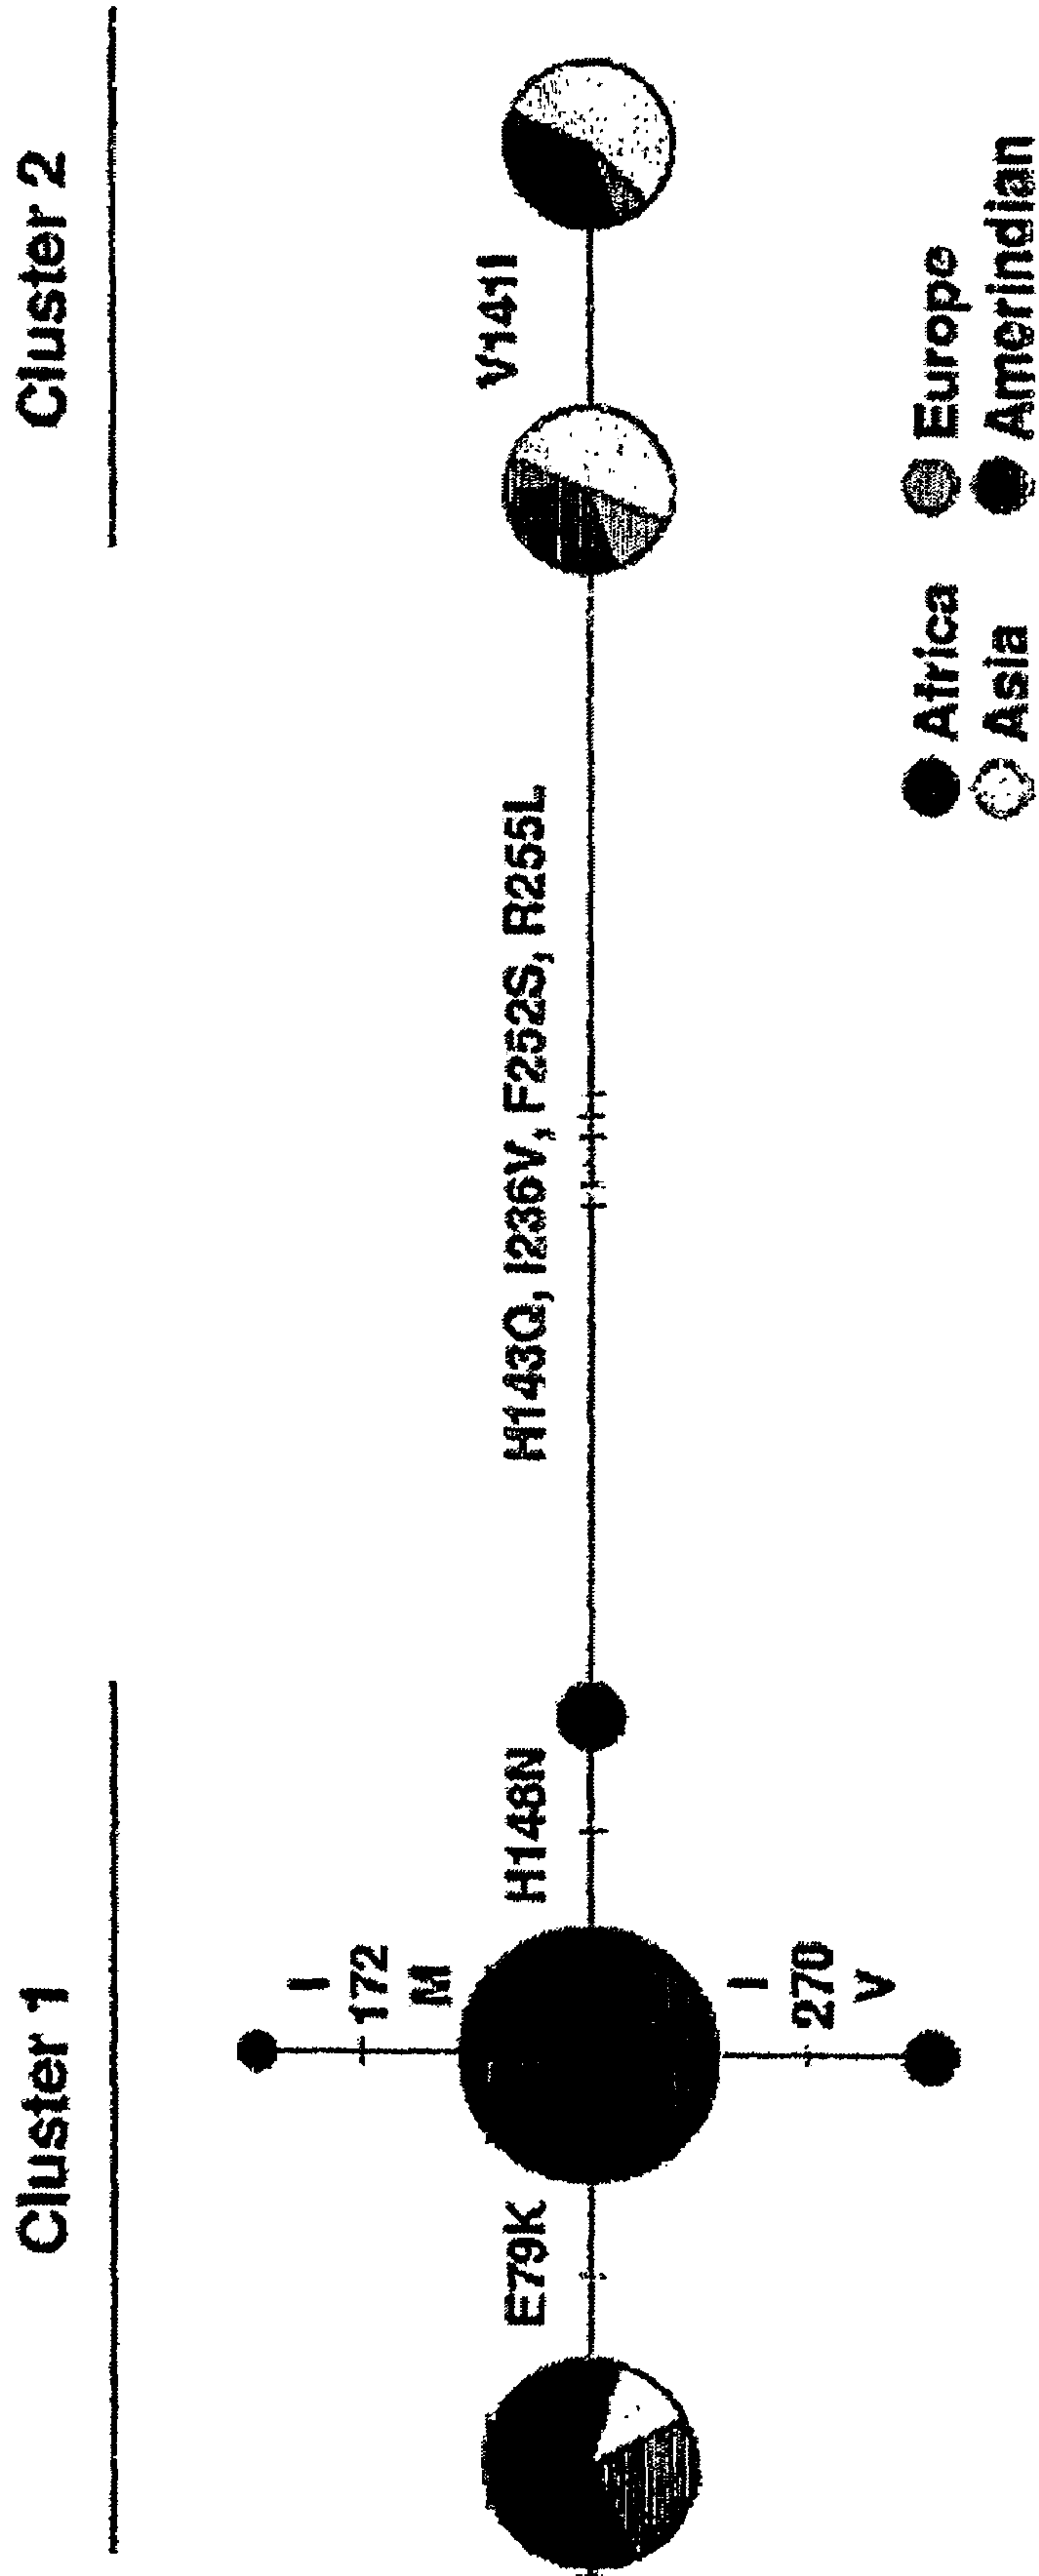 Cluster 1
Cluster 2
E79K
I
172
M
H148N
H143Q, I236V, F252S, R255L
V141I
I
270
V
Africa
Europe
Asia
Amerindian